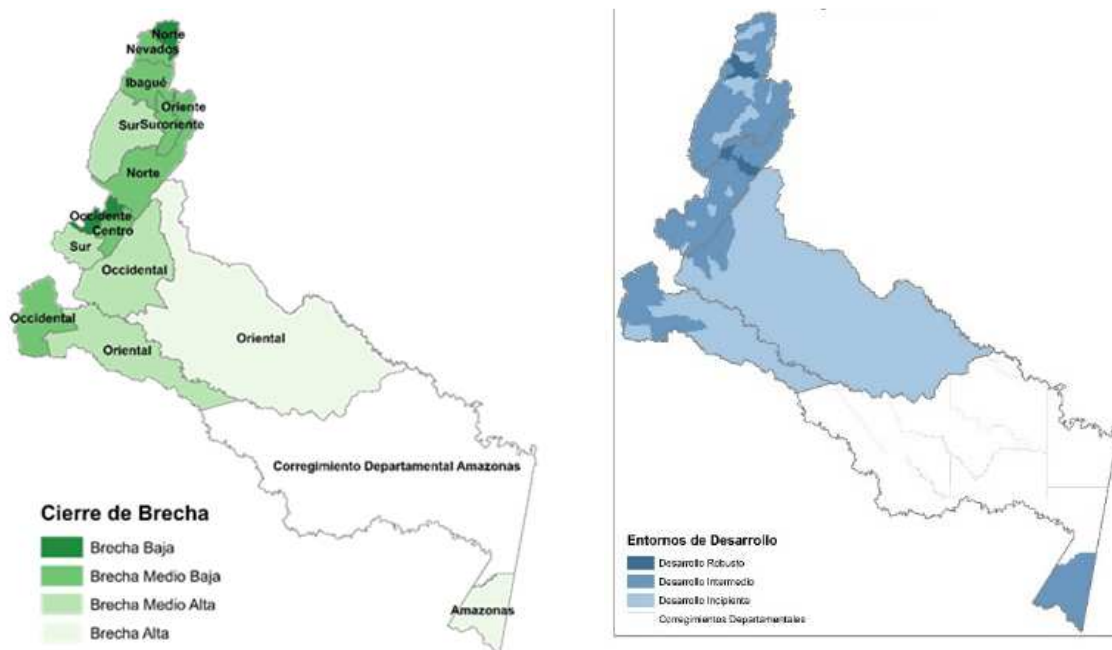 Norte
Nevados
Ibagué
Oriente
Sur
Suroriente
Norte
Occidente
Centro
Sur
Occidental
Occidental
Oriental
Oriental
Corregimiento Departamental Amazonas
Amazonas
Cierre de Brecha
Brecha Baja
Brecha Medio Baja
Brecha Medio Alta
Brecha Alta
Entornos de Desarrollo
Desarrollo Robusto
Desarrollo Intermedio
Desarrollo Incipiente
Corregimientos Departamentales